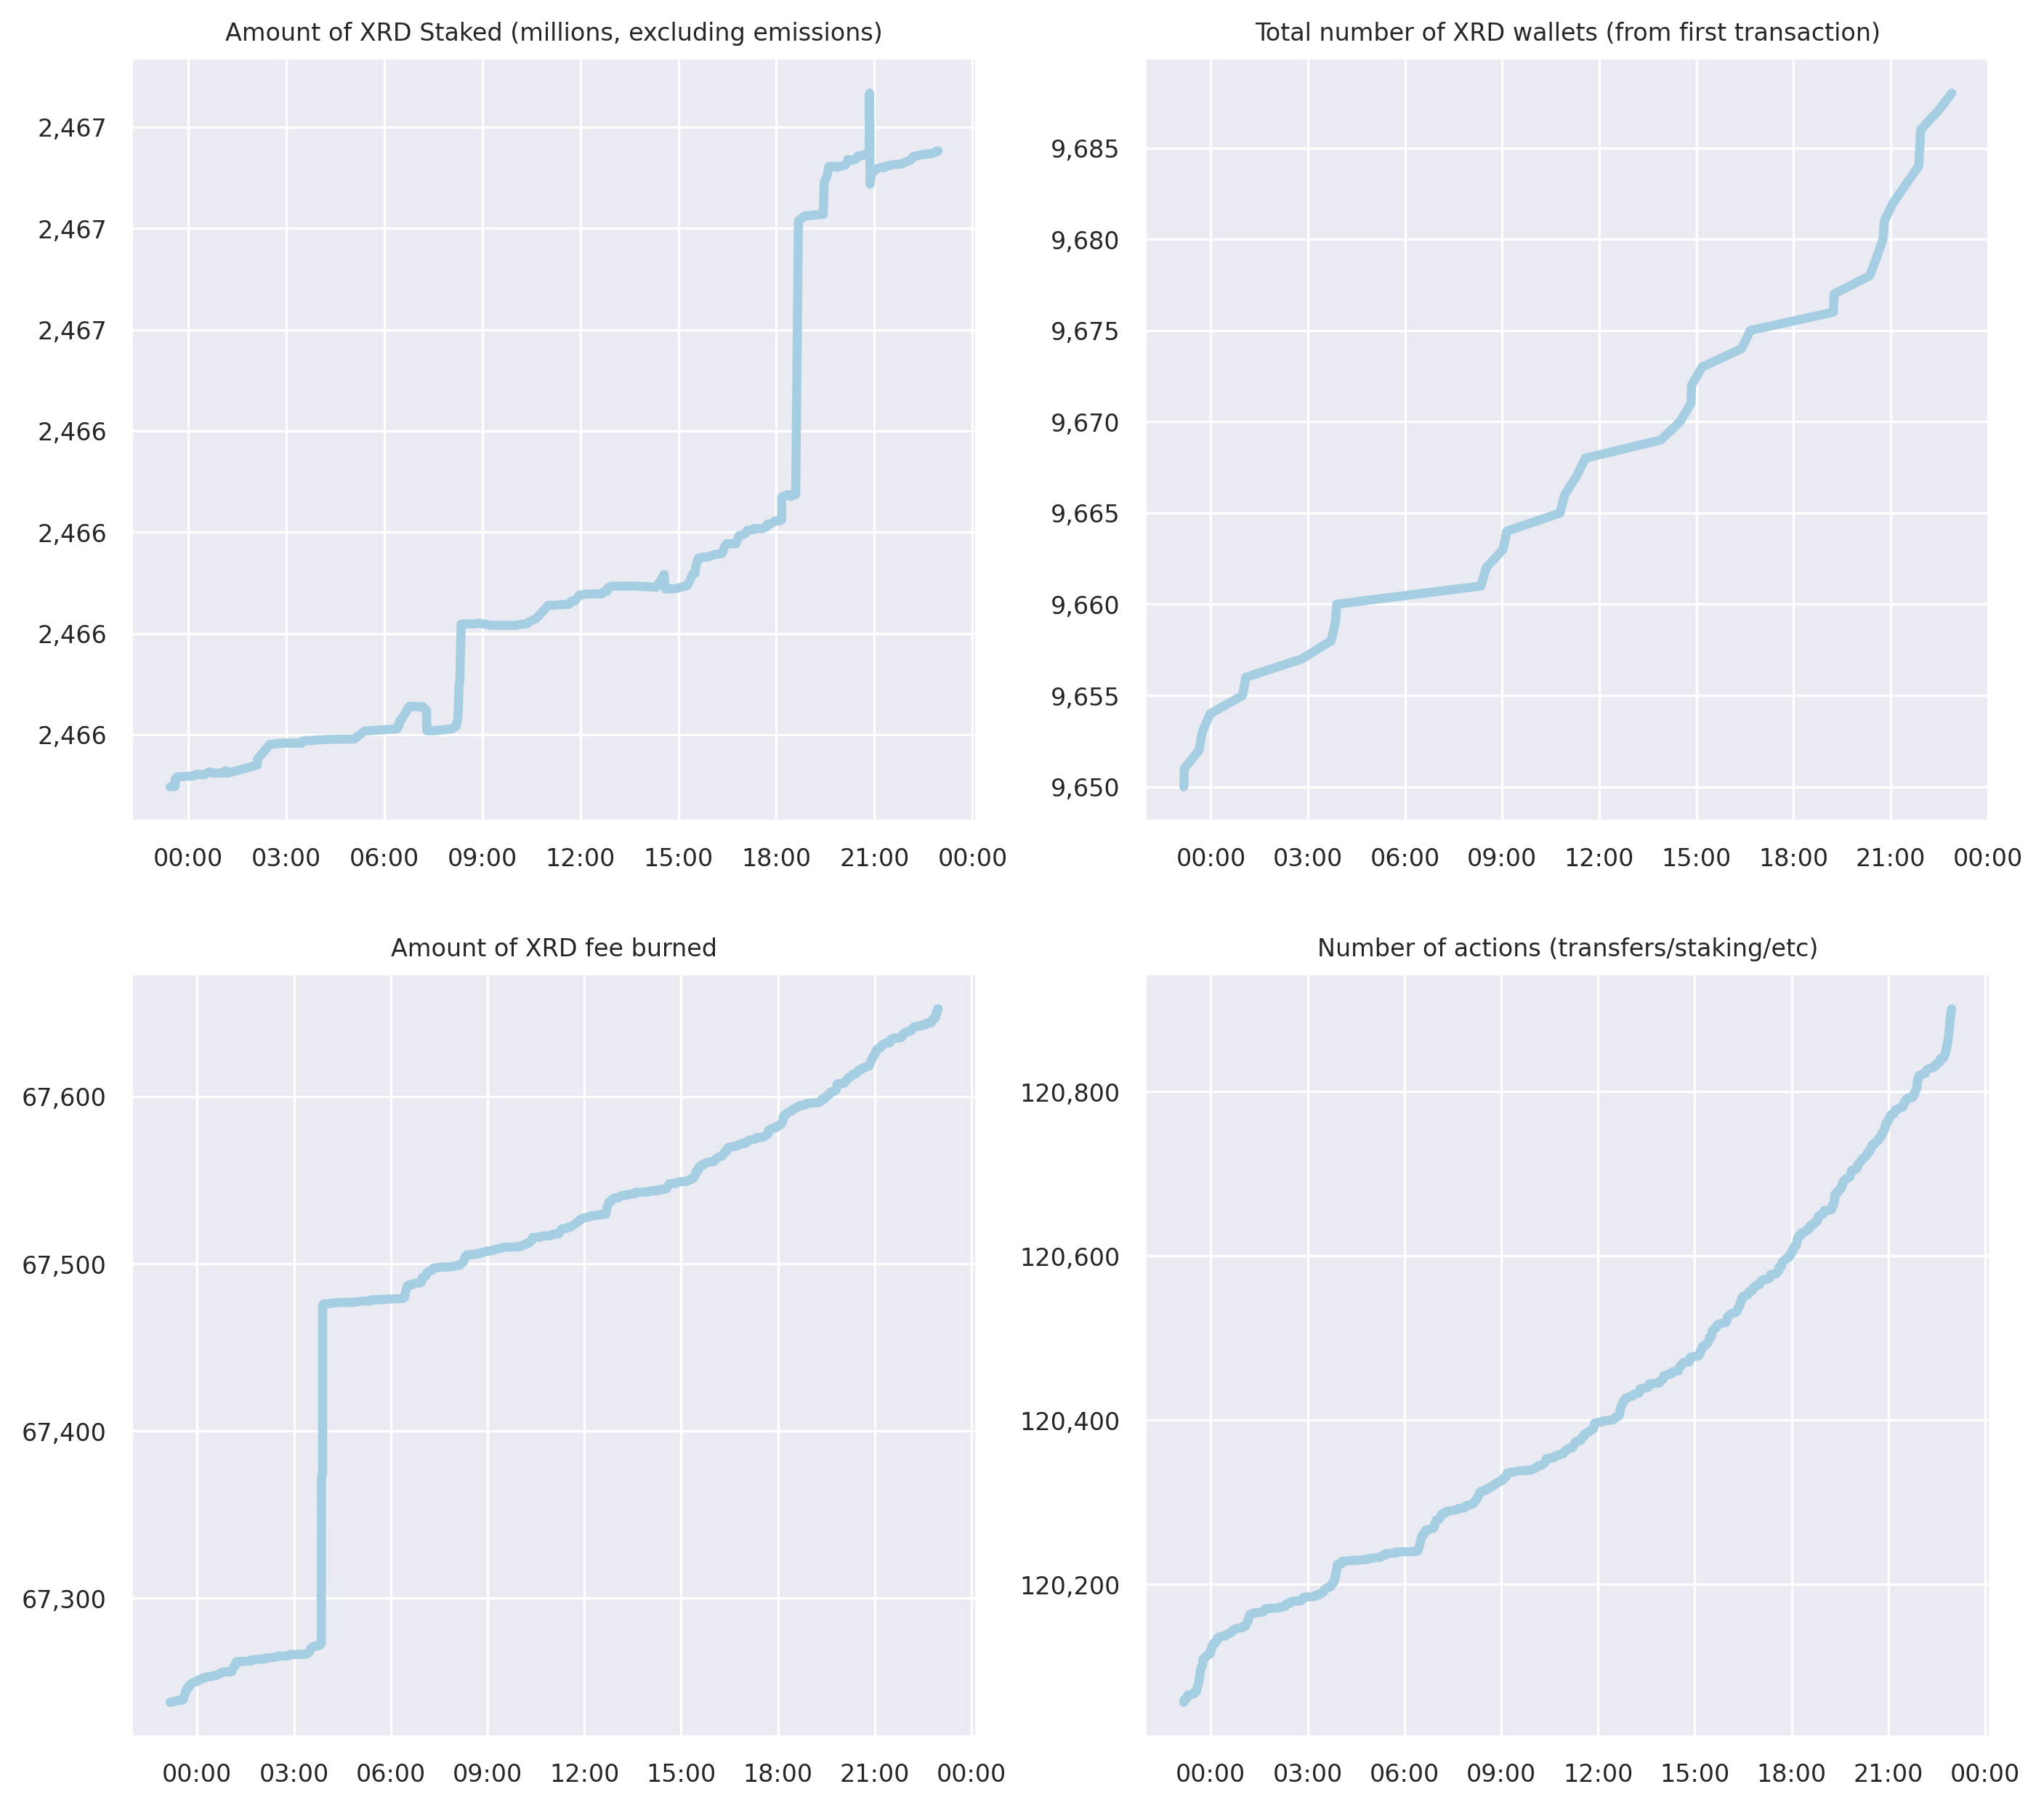 Amount of XRD Staked (millions, excluding emissions)
2,467
2,467
2,467
2,466
2,466
2,466
2,466
00:00 03:00 06:00 09:00 12:00 15:00 18:00 21:00 00:00
Total number of XRD wallets (from first transaction)
9,685
9,680
9,675
9,670
9,665
9,660
9,655
9,650
00:00 03:00 06:00 09:00 12:00 15:00 18:00 21:00 00:00
Amount of XRD fee burned
67,600
67,500
67,400
67,300
00:00 03:00 06:00 09:00 12:00 15:00 18:00 21:00 00:00
Number of actions (transfers/staking/etc)
120,800
120,600
120,400
120,200
00:00 03:00 06:00 09:00 12:00 15:00 18:00 21:00 00:00